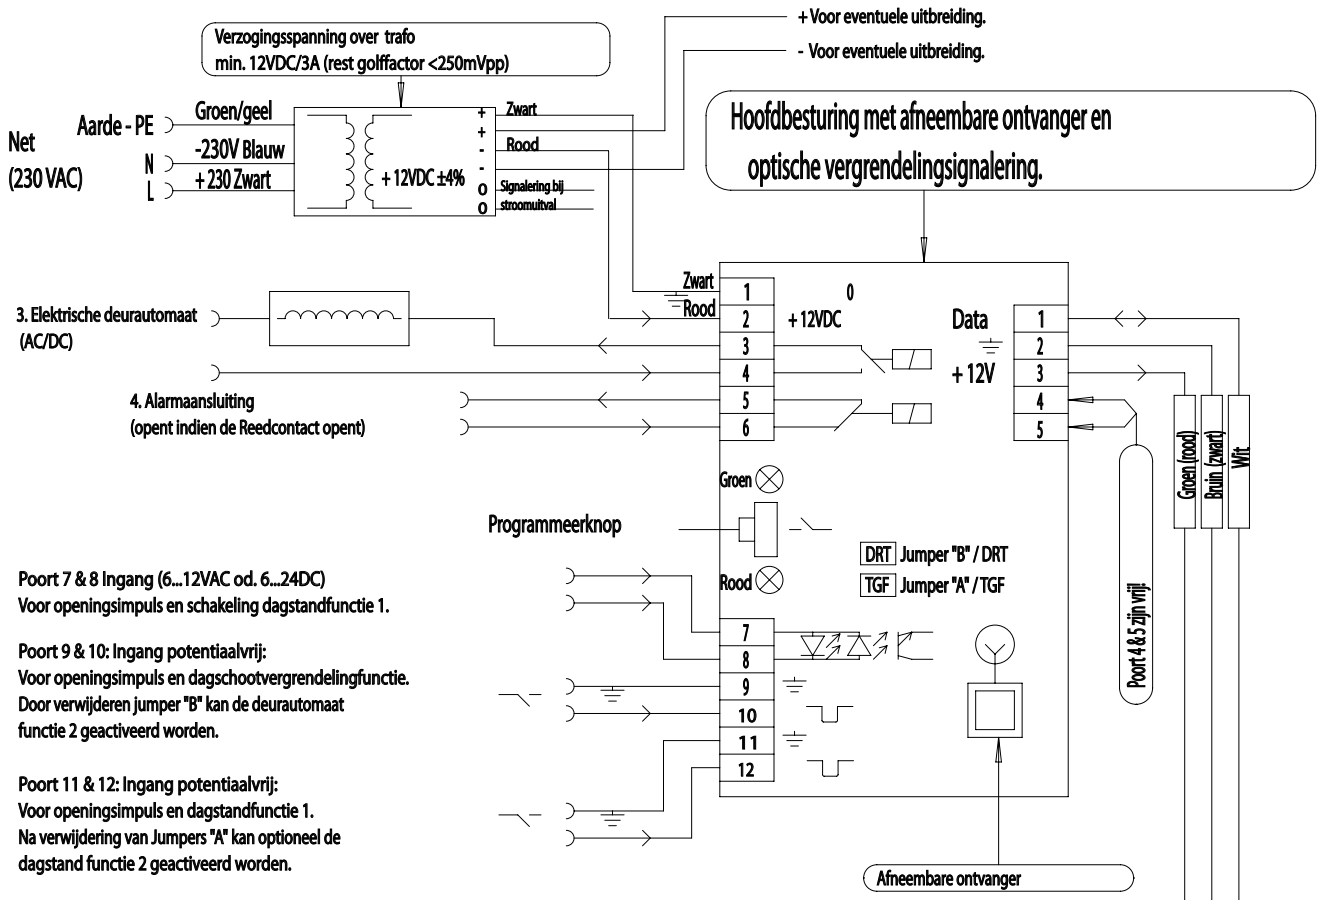 + Voor eventuele uitbreiding.
- Voor eventuele uitbreiding.
Verzogingsspanning over trafo
min. 12VDC/3A (rest golffactor <250mVpp)
Net
(230 VAC)
Aarde - PE
N
L
Groen/geel
-230V Blauw
+ 230 Zwart
+ 12VDC ±4%
+
+
-
-
O
O
Zwart
Rood
Signalering bij
stroomuitval
Hoofdbesturing met afneembare ontvanger en
optische vergrendelingsignalering.
3. Elektrische deurautomaat
(AC/DC)
4. Alarmaansluiting
(opent indien de Reedcontact opent)
Zwart
Rood
1
2
3
4
5
6
0
+ 12VDC
Data
+ 12V
1
2
3
4
5
Groen (rood)
Bruin (zwart)
Wit
Poort 4 & 5 zijn vrij!
Groen
Programmeerknop
Rood
DRT Jumper "B" / DRT
TGF Jumper "A" / TGF
Poort 7 & 8 Ingang (6...12VAC od. 6...24DC)
Voor openingsimpuls en schakeling dagstandfunctie 1.
Poort 9 & 10: Ingang potentiaalvrij:
Voor openingsimpuls en dagschootvergrendelingfunctie.
Door verwijderen jumper "B" kan de deurautomaat
functie 2 geactiveerd worden.
Poort 11 & 12: Ingang potentiaalvrij:
Voor openingsimpuls en dagstandfunctie 1.
Na verwijdering van Jumpers "A" kan optioneel de
dagstand functie 2 geactiveerd worden.
7
8
9
10
11
12
Afneembare ontvanger